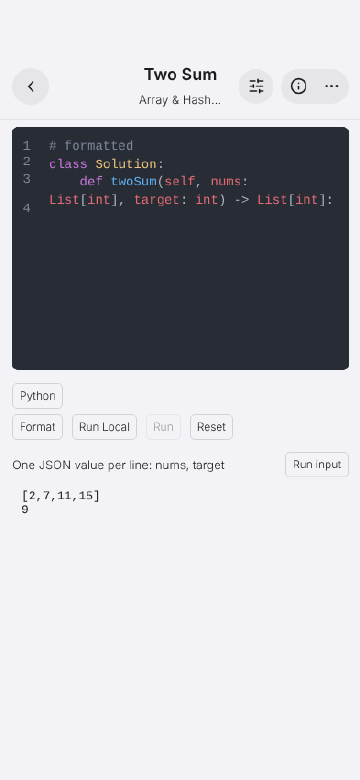 Two Sum
Array & Hash...
1 # formatted
2 class Solution:
3 def twoSum(self, nums:
List[int], target: int) -> List[int]:
4
Python
Format Run Local Run Reset
One JSON value per line: nums, target Run input
[2,7,11,15]
9